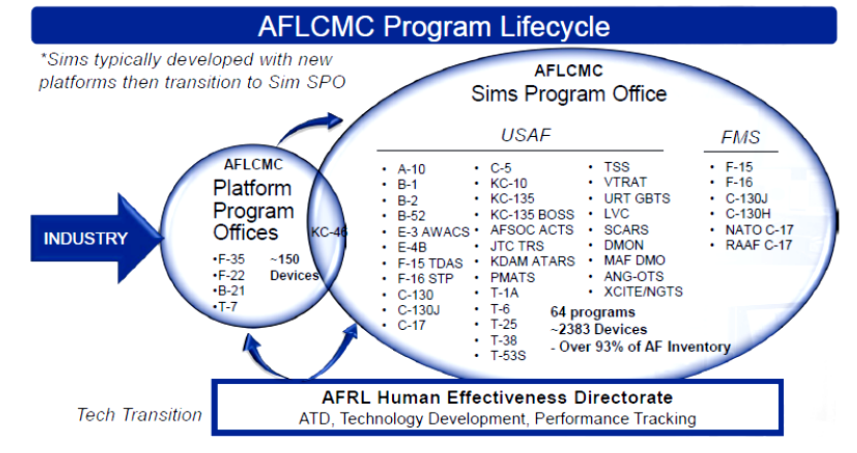 AFLCMC Program Lifecycle
*Sims typically developed with new
platforms then transition to Sim SPO
INDUSTRY
AFLCMC
Platform
Program
Offices
•F-35
•F-22
•B-21
•T-7
~150
Devices
KC-46
AFLCMC
Sims Program Office
USAF
• A-10
• B-1
• B-2
• B-52
• E-3 AWACS
• E-4B
• F-15 TDAS
• F-16 STP
• C-130
• C-130J
• C-17
• C-5
• KC-10
• KC-135
• KC-135 BOSS
• AFSOC ACTS
• JTC TRS
• KDAM ATARS
• PMATS
• T-1A
• T-6
• T-25
• T-38
• T-53S
• TSS
• VTRAT
• URT GBTS
• LVC
• SCARS
• DMON
• MAF DMO
• ANG-OTS
• XCITE/NGTS
64 programs
~2383 Devices
- Over 93% of AF Inventory
FMS
• F-15
• F-16
• C-130J
• C-130H
• NATO C-17
• RAAF C-17
Tech Transition
AFRL Human Effectiveness Directorate
ATD, Technology Development, Performance Tracking